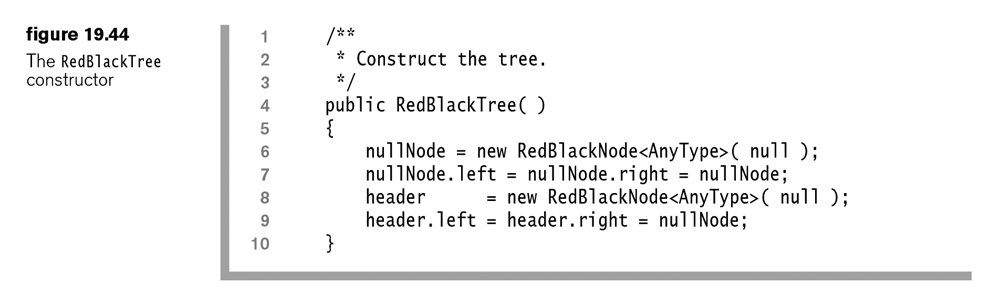 figure 19.44
The RedBlackTree
constructor
1 /**
2 * Construct the tree.
3 */
4 public RedBlackTree( )
5 {
6 nullNode = new RedBlackNode<AnyType>( null );
7 nullNode.left = nullNode.right = nullNode;
8 header = new RedBlackNode<AnyType>( null );
9 header.left = header.right = nullNode;
10 }